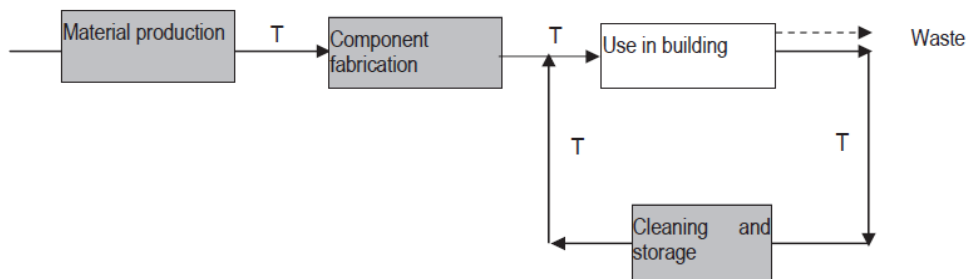 Material production
T
Component
fabrication
T
Use in building
Waste
T
T
Cleaning and
storage